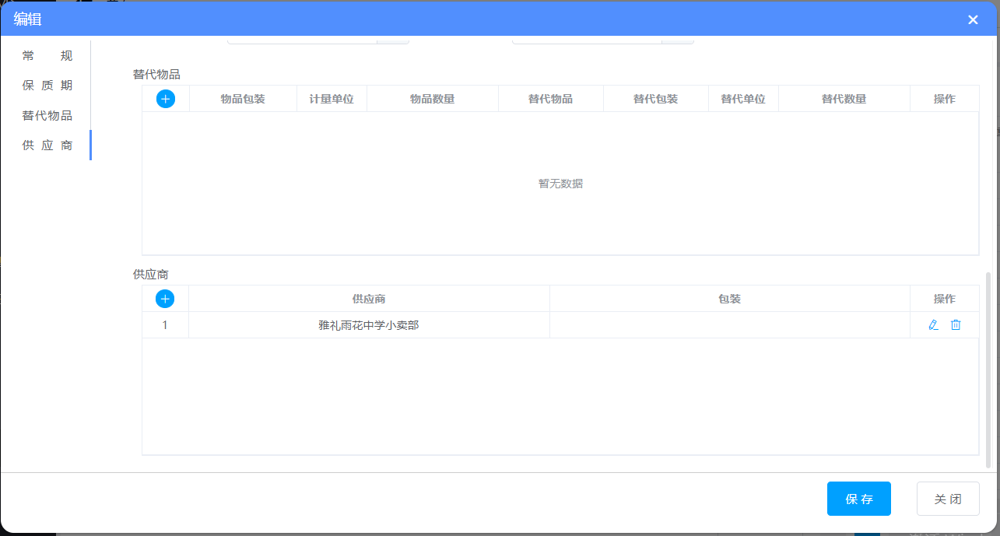 编辑
常 规
保 质 期
替代物品
供 应 商
替代物品
物品包装 计量单位 物品数量 替代物品 替代包装 替代单位 替代数量 操作
暂无数据
供应商
供应商 包装 操作
1 雅礼雨花中学小卖部
保 存 关 闭